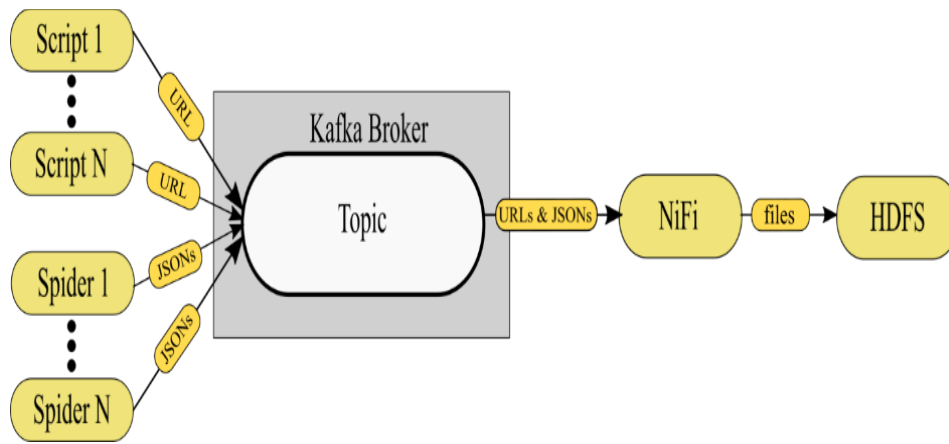 Script 1
URL
Script N
URL
Spider 1
JSONs
Spider N
JSONs
Kafka Broker
Topic
URLs & JSONs
NiFi
files
HDFS